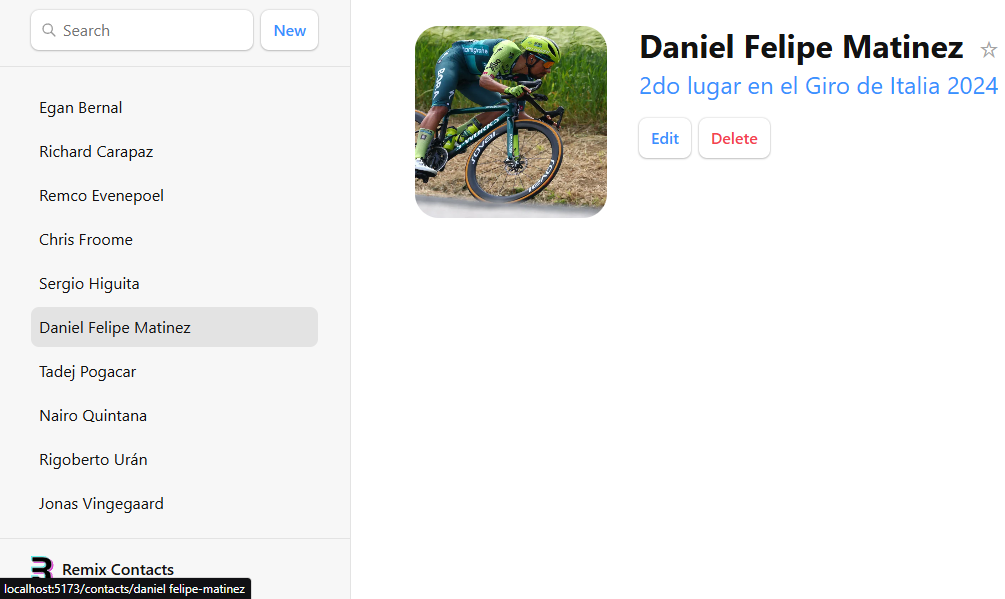 Search
New
Egan Bernal
Richard Carapaz
Remco Evenepoel
Chris Froome
Sergio Higuita
Daniel Felipe Matinez
Tadej Pogacar
Nairo Quintana
Rigoberto Urán
Jonas Vingegaard
Remix Contacts
localhost:5173/contacts/daniel felipe-matinez
Daniel Felipe Matinez
2do lugar en el Giro de Italia 2024
Edit
Delete